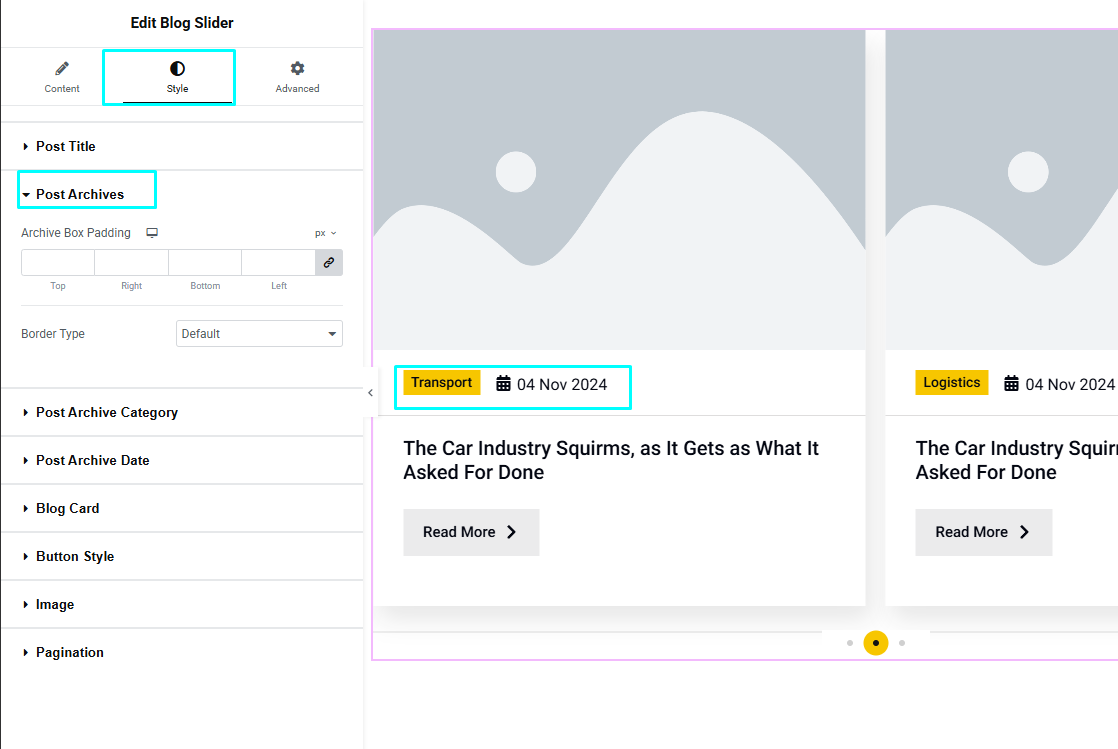 Edit Blog Slider
Content
Style
Advanced
Post Title
Post Archives
Archive Box Padding
px
Top
Right
Bottom
Left
Border Type
Default
Post Archive Category
Post Archive Date
Blog Card
Button Style
Image
Pagination
Transport
04 Nov 2024
The Car Industry Squirms, as It Gets as What It
Asked For Done
Read More
Logistics
04 Nov 2024
The Car Industry Squirr
Asked For Done
Read More